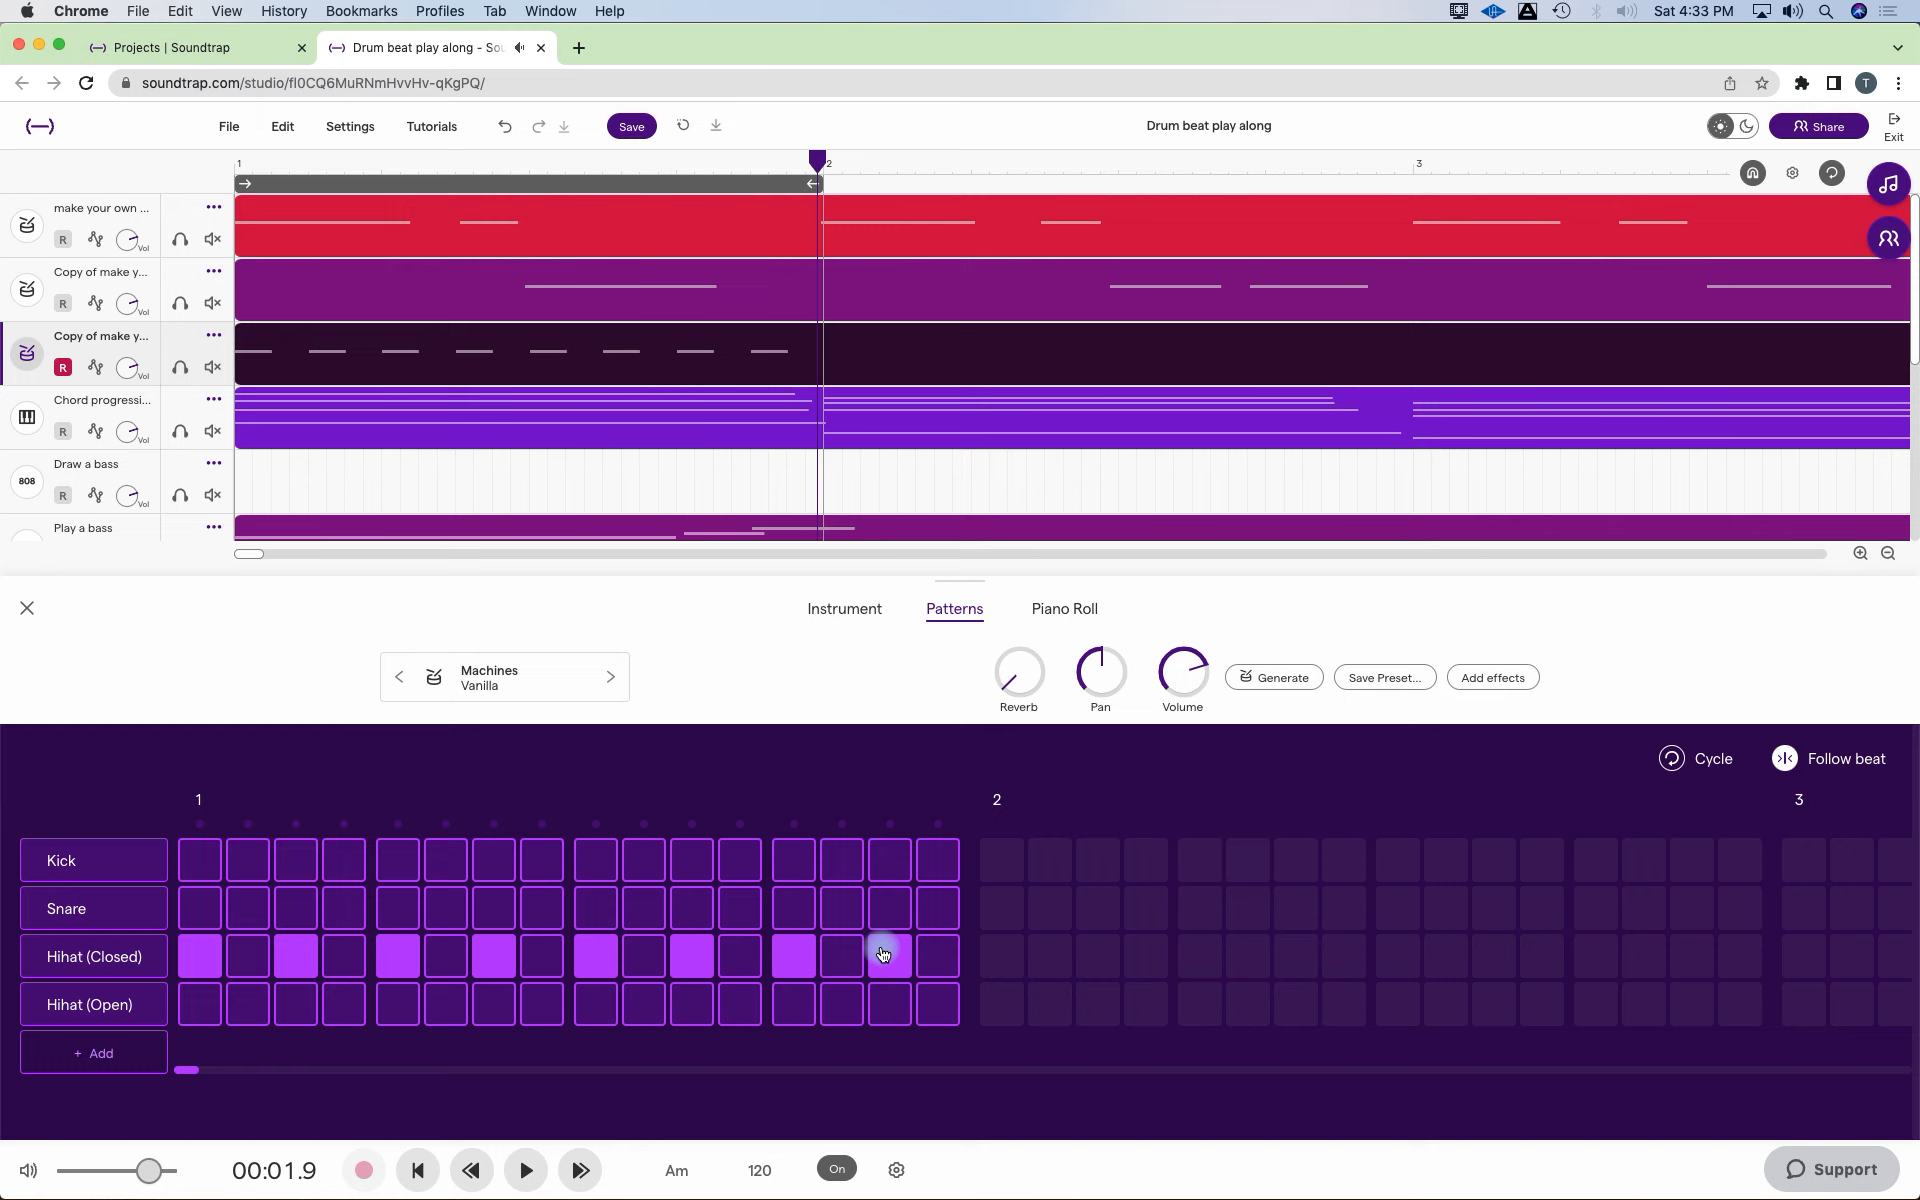 Chrome File Edit View History Bookmarks Profiles Tab Window Help Sat 4:33 PM
Projects | Soundtrap
Drum beat play along - Sou
soundtrap.com/studio/fI0CQ6MuRNmHvvHv-qKgPQ/
T
File Edit Settings Tutorials Save Drum beat play along Share Exit
1 2 3
make your own ...
R Vol
Copy of make y...
R Vol
Copy of make y...
R Vol
Chord progressi...
R Vol
Draw a bass
808
R Vol
Play a bass
Instrument Patterns Piano Roll
Machines
Vanilla
Generate Save Preset... Add effects
Reverb Pan Volume
Cycle Follow beat
1 2 3
Kick
Snare
Hihat (Closed)
Hihat (Open)
+ Add
00:01.9 Am 120 On Support